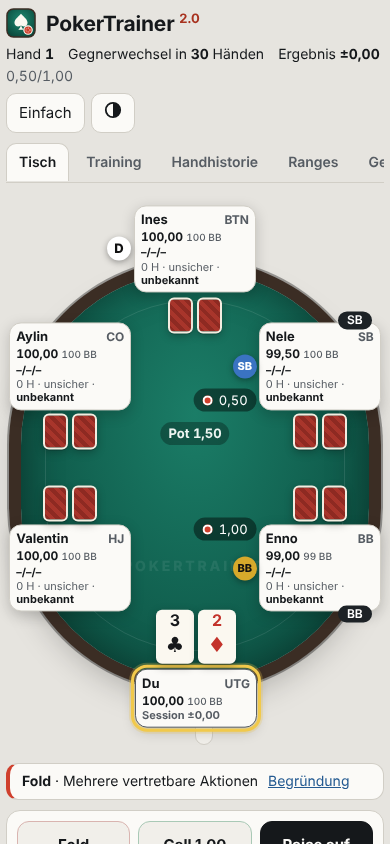 PokerTrainer 2.0
Hand 1 Gegnerwechsel in 30 Händen Ergebnis ±0,00
0,50/1,00
Einfach
Tisch Training Handhistorie Ranges Ge
Ines BTN
100,00 100 BB
–/–/–
0 H · unsicher ·
unbekannt
D
Aylin CO
100,00 100 BB
–/–/–
0 H · unsicher ·
unbekannt
SB
Nele SB
99,50 100 BB
–/–/–
0 H · unsicher ·
unbekannt
SB
0,50
Pot 1,50
1,00
Valentin HJ
100,00 100 BB
–/–/–
0 H · unsicher ·
unbekannt
POKERTRAI
BB
Enno BB
99,00 99 BB
–/–/–
0 H · unsicher ·
unbekannt
BB
3 2
Du UTG
100,00 100 BB
Session ±0,00
Fold · Mehrere vertretbare Aktionen Begründung
Fold Call 1,00 Raise auf